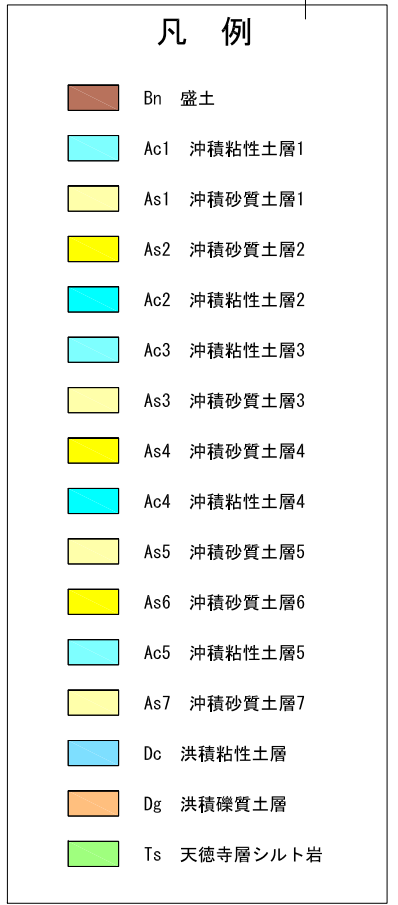 凡 例
Bn 盛土
Ac1 沖積粘性土層1
As1 沖積砂質土層1
As2 沖積砂質土層2
Ac2 沖積粘性土層2
Ac3 沖積粘性土層3
As3 沖積砂質土層3
As4 沖積砂質土層4
Ac4 沖積粘性土層4
As5 沖積砂質土層5
As6 沖積砂質土層6
Ac5 沖積粘性土層5
As7 沖積砂質土層7
Dc 洪積粘性土層
Dg 洪積礫質土層
Ts 天徳寺層シルト岩